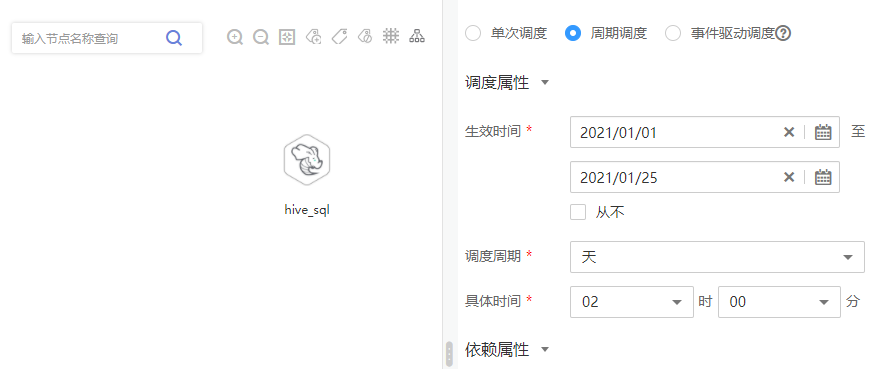 输入节点名称查询
hive_sql
单次调度 周期调度 事件驱动调度
调度属性
生效时间 * 2021/01/01 至
2021/01/25
从不
调度周期 * 天
具体时间 * 02 时 00 分
依赖属性